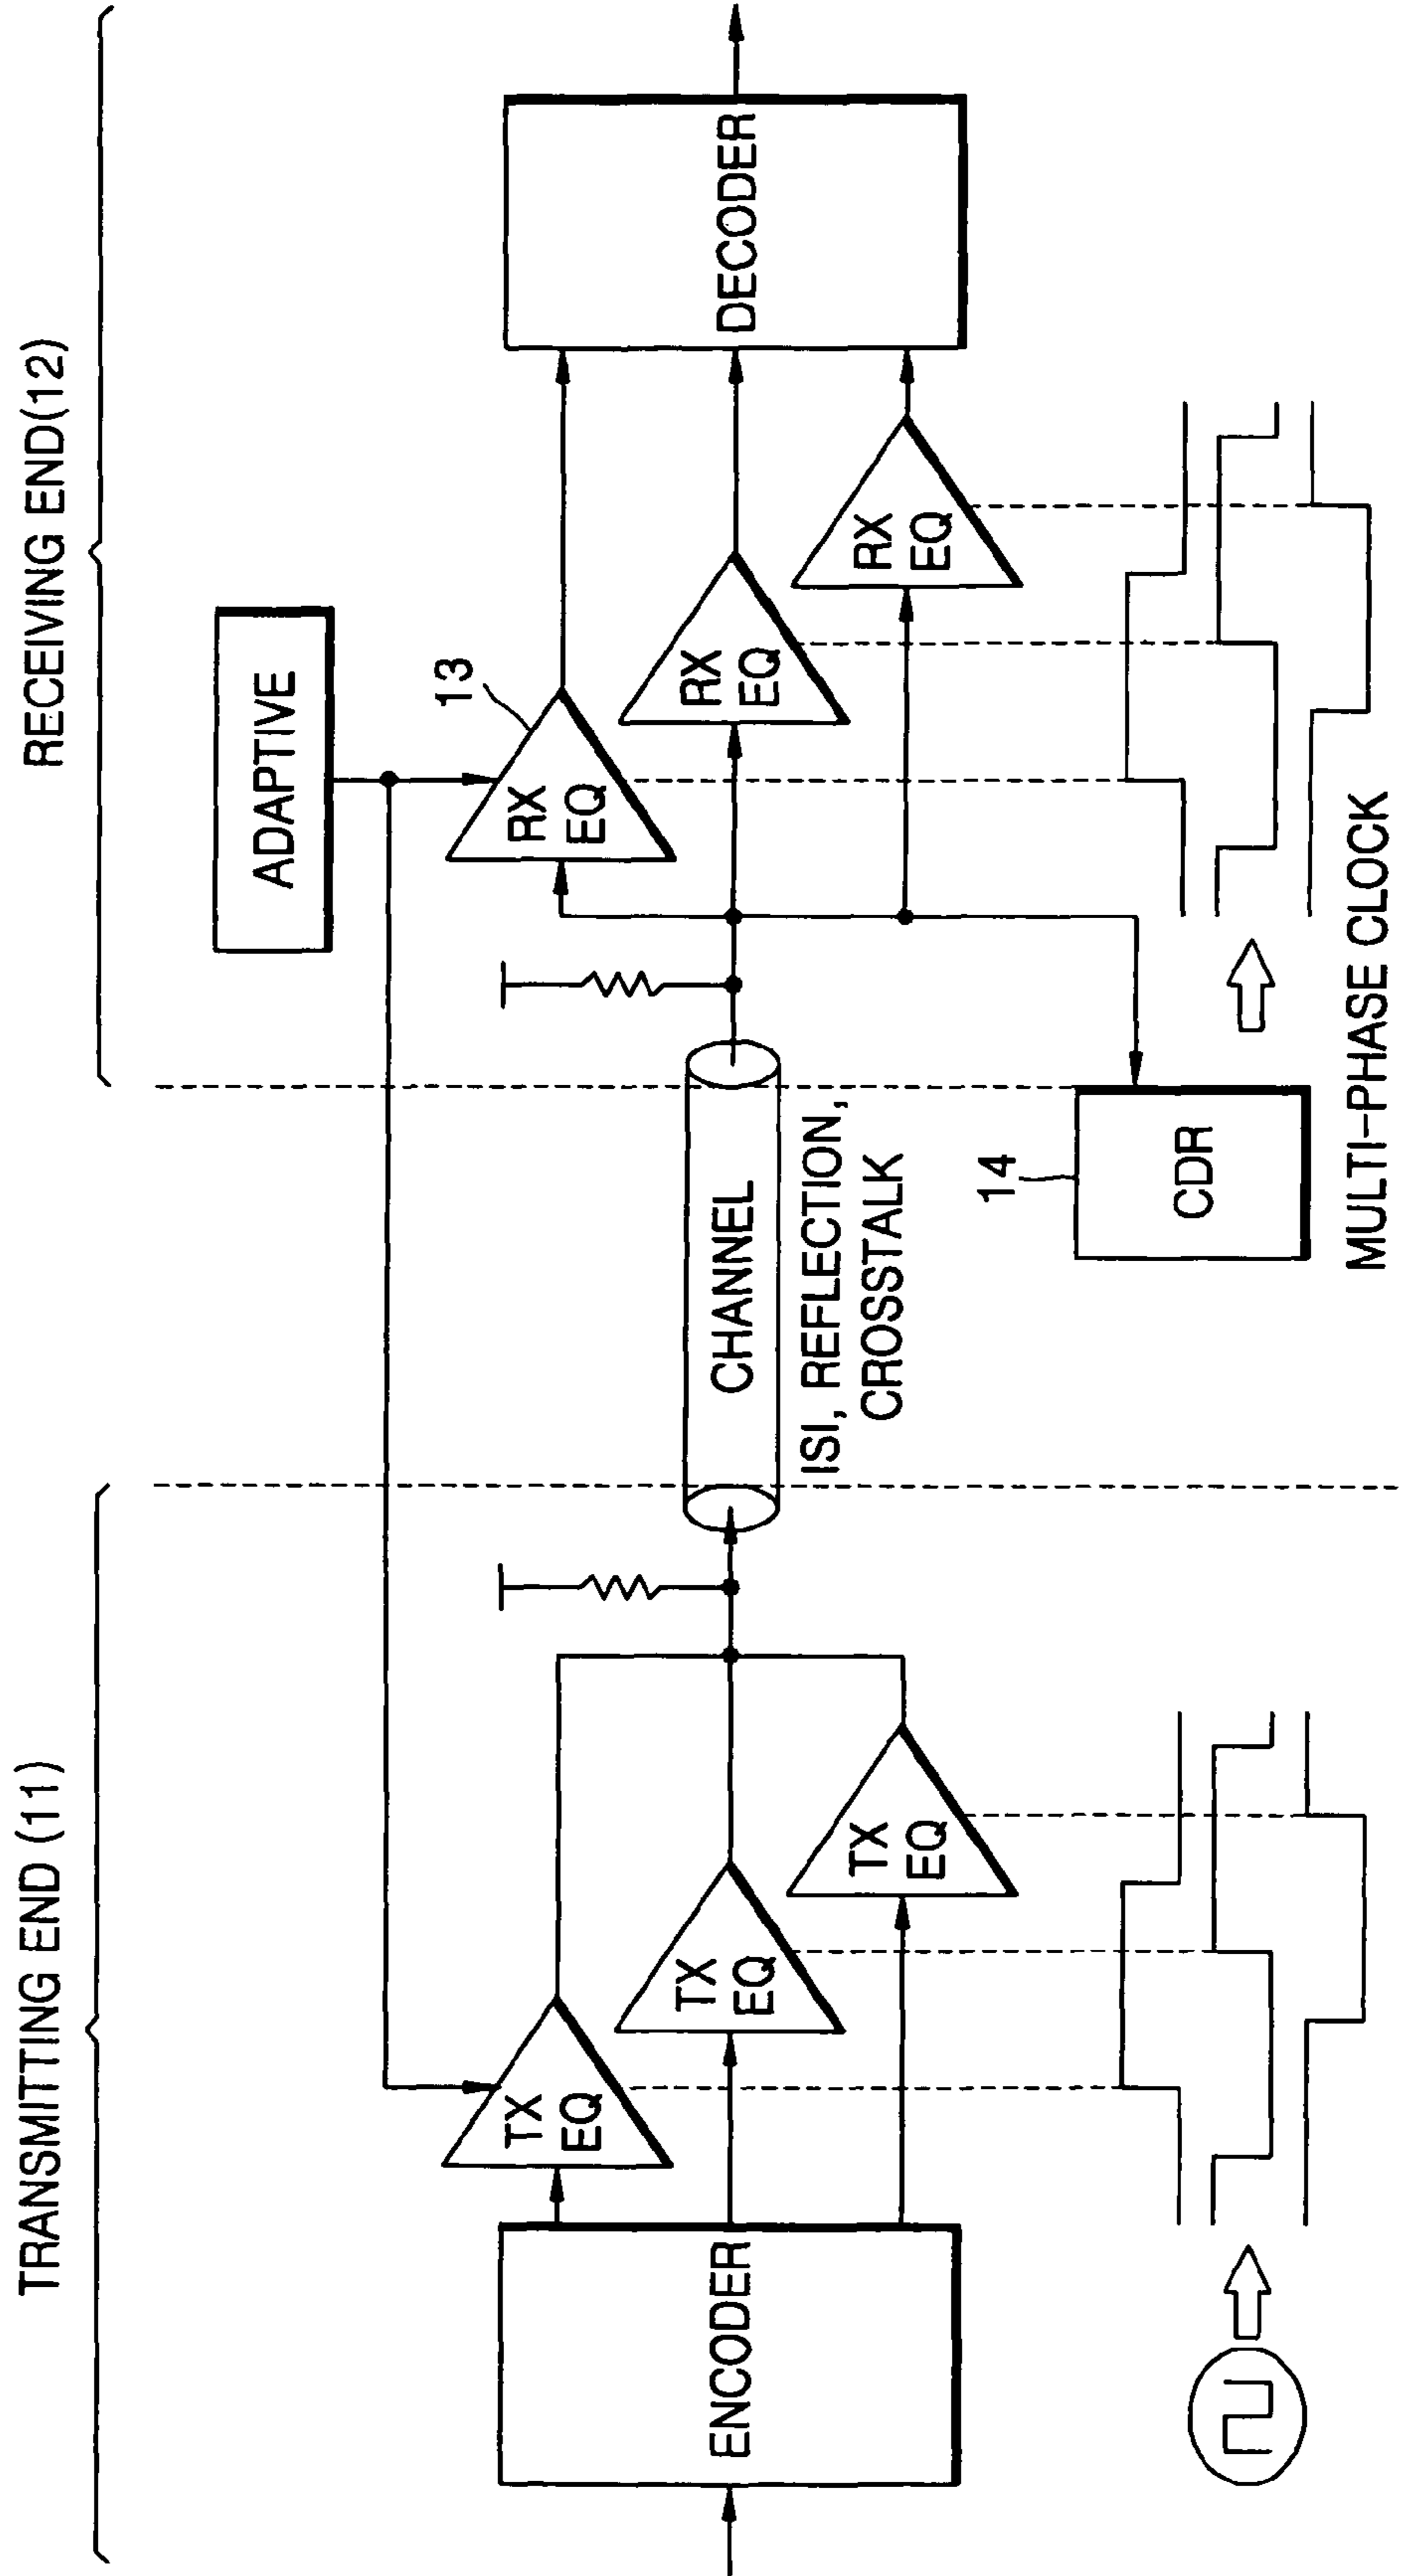 TRANSMITTING END (11)
RECEIVING END(12)
ADAPTIVE
13
ENCODER
TX
EQ
TX
EQ
TX
EQ
CHANNEL
ISI, REFLECTION,
CROSSTALK
RX
EQ
RX
EQ
RX
EQ
DECODER
14
CDR
MULTI-PHASE CLOCK